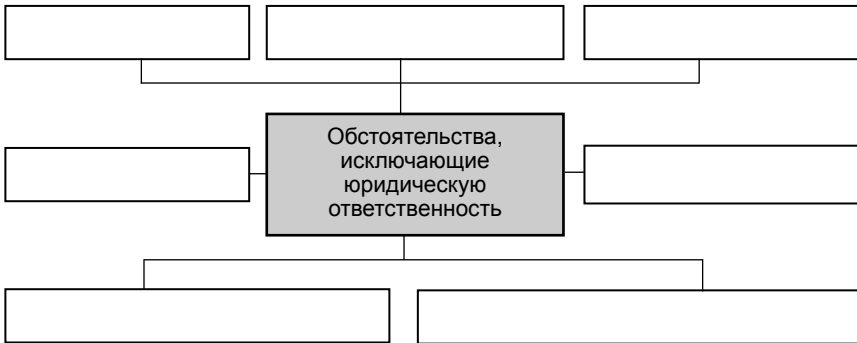 Обстоятельства,
исключающие
юридическую
ответственность